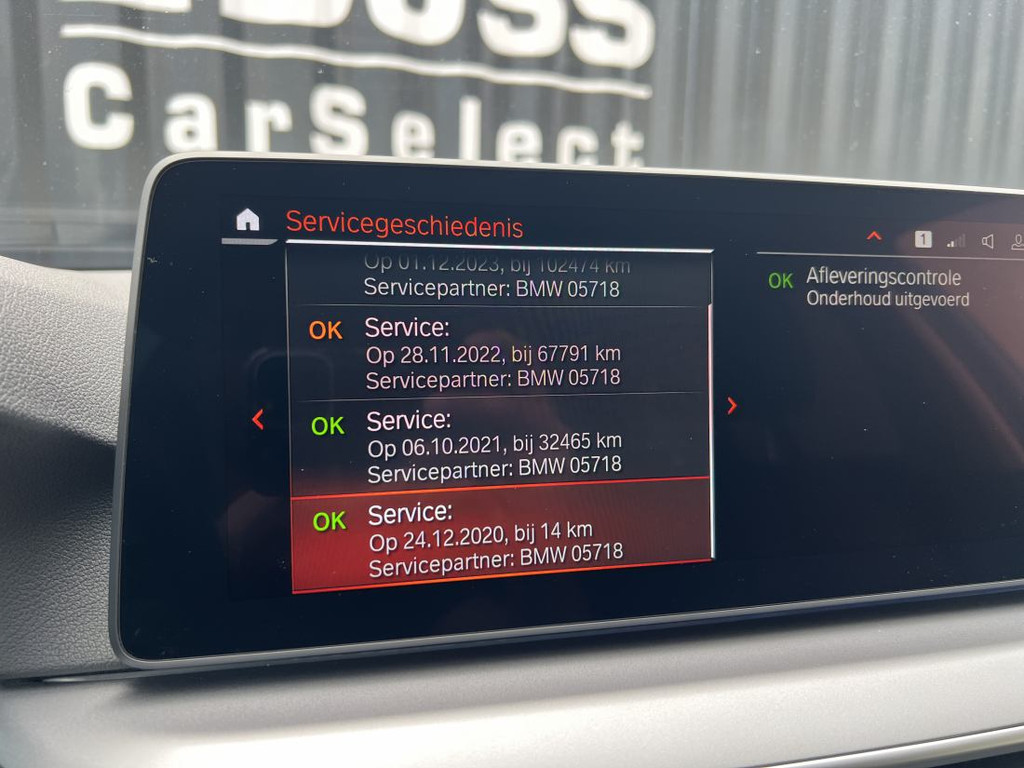 BOSS
CarSelect
Servicegeschiedenis
1
Op 01.12.2023, bij 102474 km
Servicepartner: BMW 05718
OK Service:
Op 28.11.2022, bij 67791 km
Servicepartner: BMW 05718
OK Service:
Op 06.10.2021, bij 32465 km
Servicepartner: BMW 05718
OK Service:
Op 24.12.2020, bij 14 km
Servicepartner: BMW 05718
OK Afleveringscontrole
Onderhoud uitgevoerd